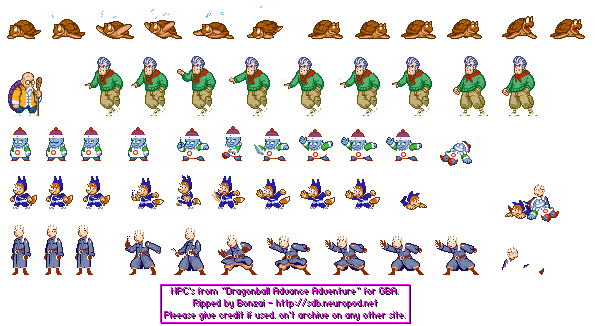 NPC's from "Dragonball Advance Adventure" for GBA.
Ripped by Bonzai - http://sdb.neuropod.net
Please give credit if used, don't archive on any other site.